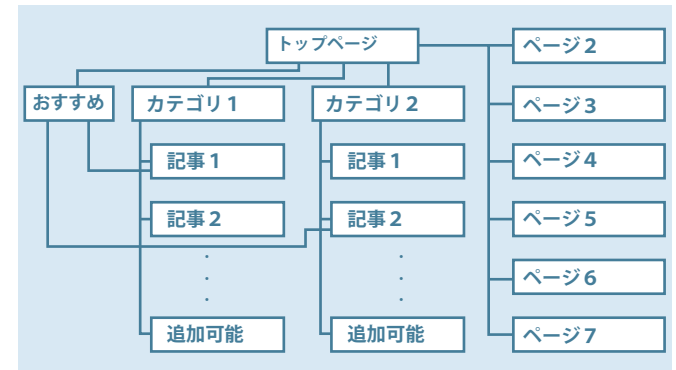 トップページ
おすすめ
カテゴリ1
カテゴリ2
記事1
記事2
追加可能
記事1
記事2
追加可能
ページ2
ページ3
ページ4
ページ5
ページ6
ページ7